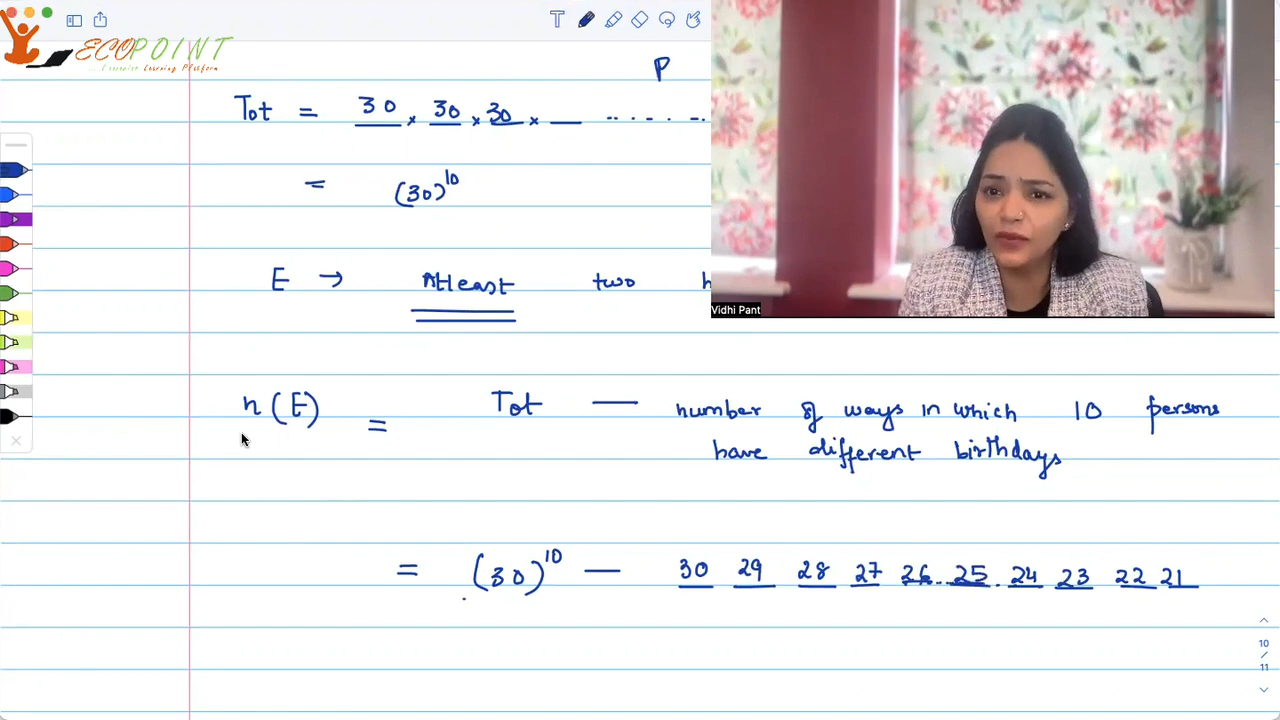 ECOPOINT
P
Tot = 30 × 30 × 30 × __ .......
= (30)^10
E → Atleast two h
Vidhi Pant
n(E) = Tot — number of ways in which 10 persons
have different birthdays
= (30)^10 — 30 29 28 27 26 25 24 23 22 21
10
/
11